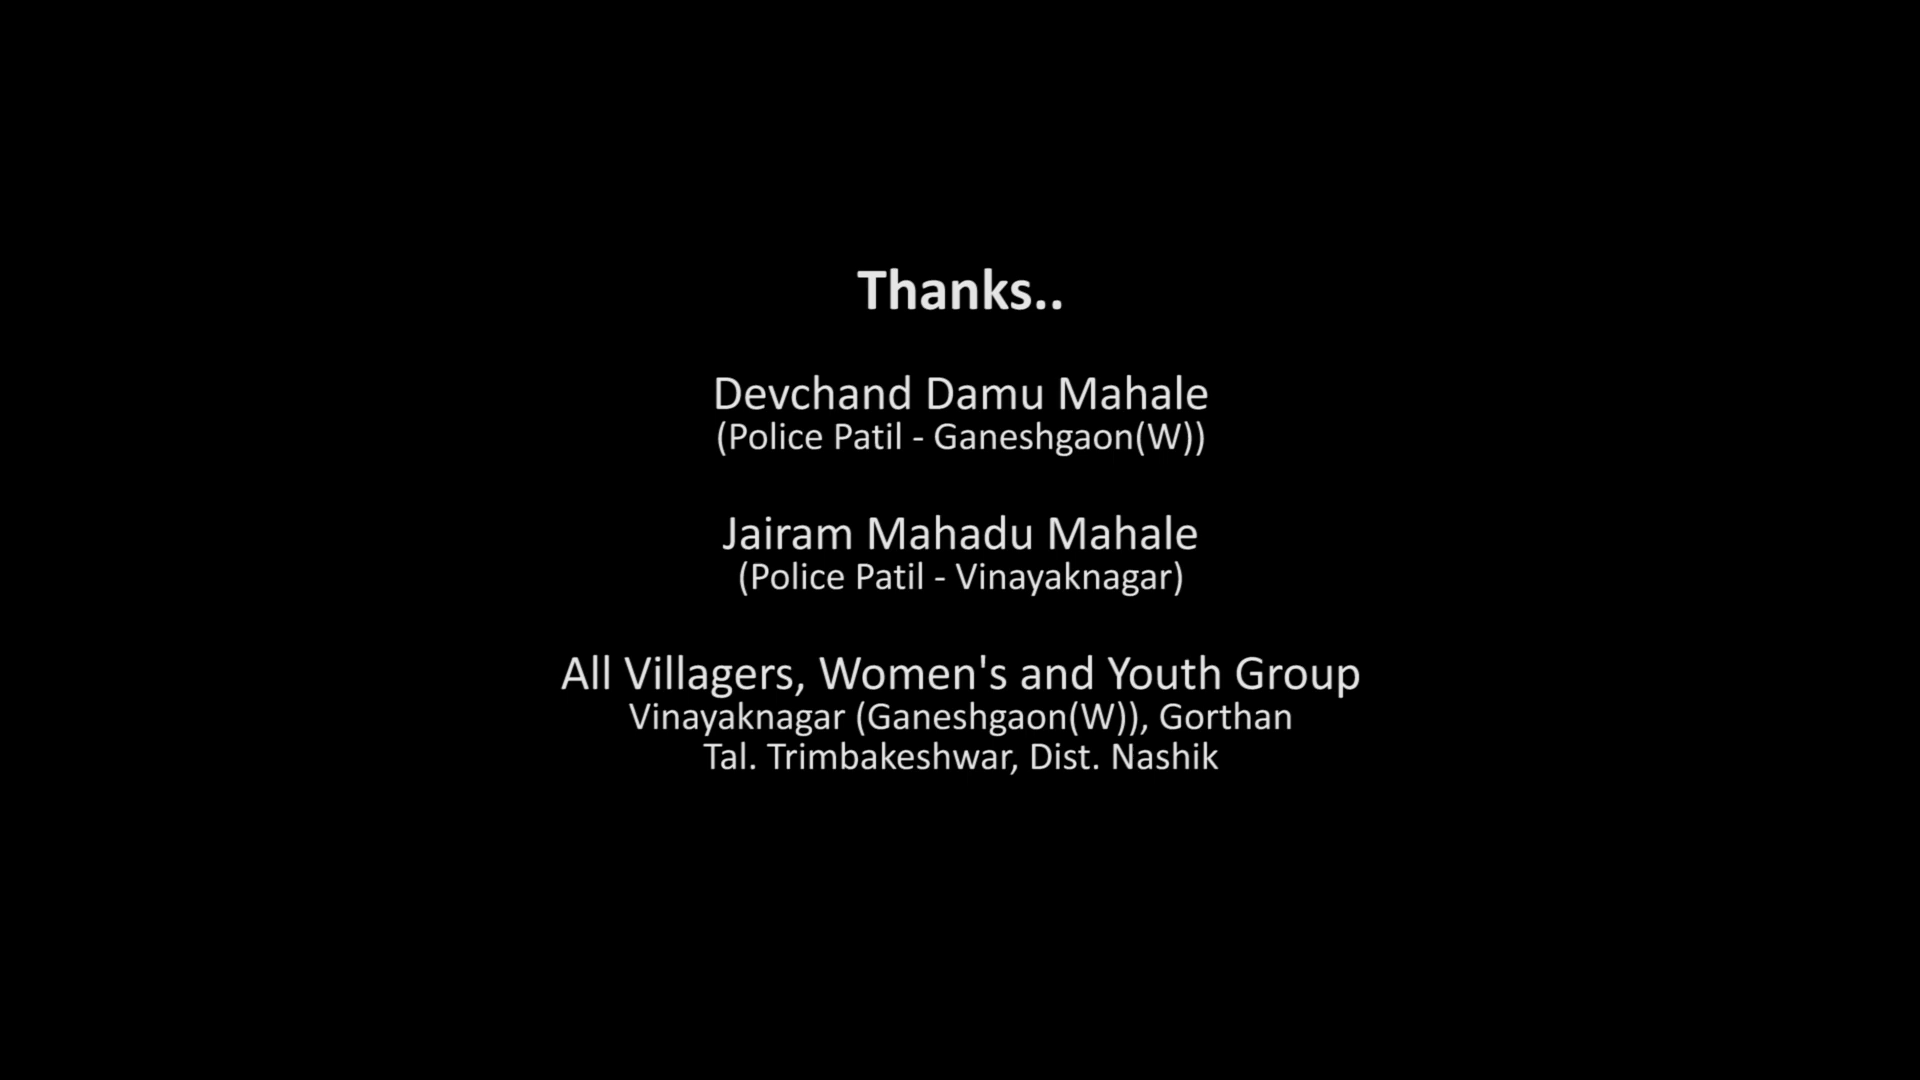 Thanks..
Devchand Damu Mahale
(Police Patil - Ganeshgaon(W))
Jairam Mahadu Mahale
(Police Patil - Vinayaknagar)
All Villagers, Women's and Youth Group
Vinayaknagar (Ganeshgaon(W)), Gorthan
Tal. Trimbakeshwar, Dist. Nashik